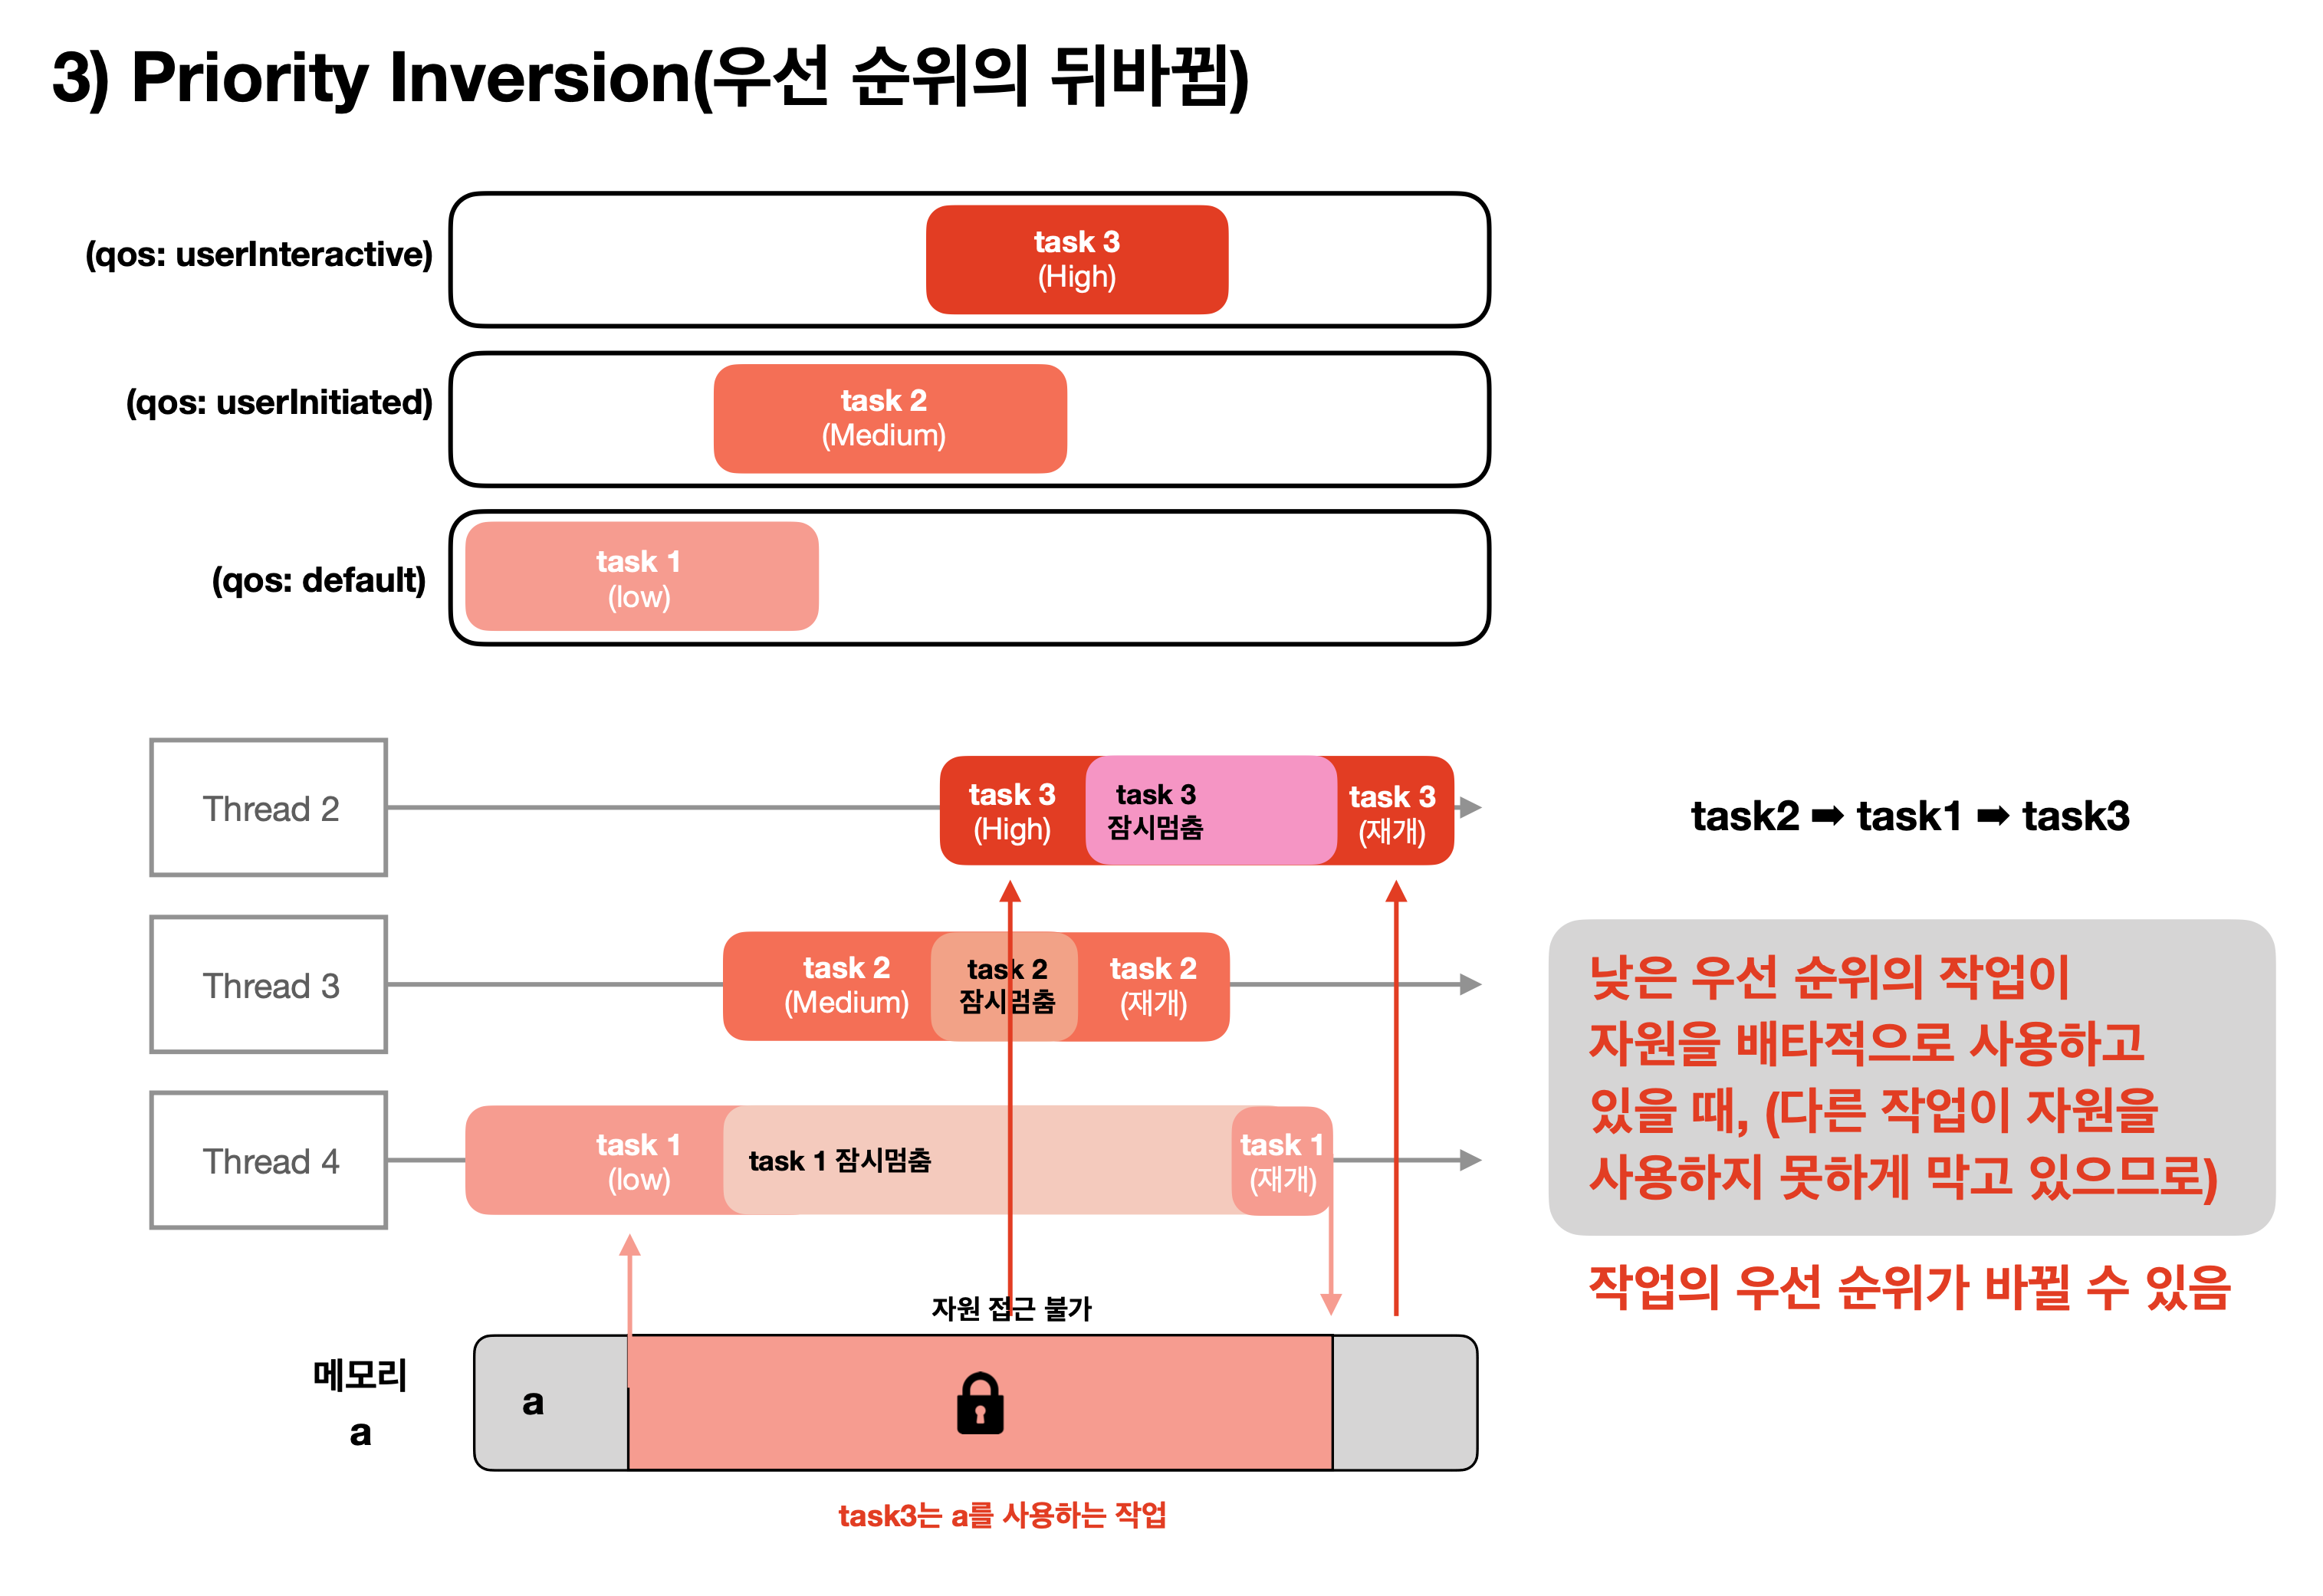 3) Priority Inversion(우선 순위의 뒤바뀜)
(qos: userInteractive)
task 3
(High)
(qos: userInitiated)
task 2
(Medium)
(qos: default)
task 1
(low)
Thread 2
task 3
(High)
task 3
잠시멈춤
task 3
(재개)
task2 ➡ task1 ➡ task3
Thread 3
task 2
(Medium)
task 2
잠시멈춤
task 2
(재개)
Thread 4
task 1
(low)
task 1 잠시멈춤
task 1
(재개)
낮은 우선 순위의 작업이
자원을 배타적으로 사용하고
있을 때, (다른 작업이 자원을
사용하지 못하게 막고 있으므로)
작업의 우선 순위가 바뀔 수 있음
자원 접근 불가
메모리
a
a
task3는 a를 사용하는 작업